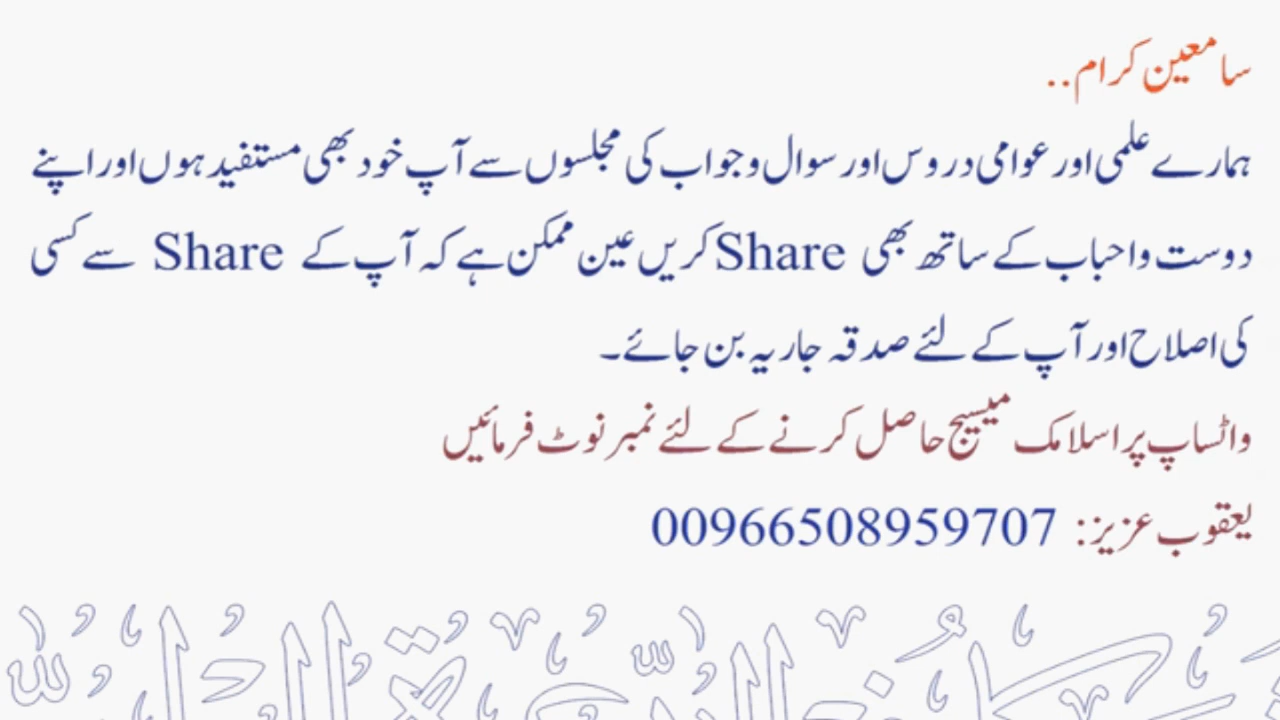 سامعین کرام..
ہمارے علمی اور عوامی دروس اور سوال و جواب کی مجلسوں سے آپ خود بھی مستفید ہوں اور اپنے
دوست واحباب کے ساتھ بھی Share کریں عین ممکن ہے کہ آپ کے Share سے کسی
کی اصلاح اور آپ کے لئے صدقہ جاریہ بن جائے۔
واٹساپ پر اسلامک میسیج حاصل کرنے کے لئے نمبر نوٹ فرمائیں
یعقوب عزیز: 00966508959707